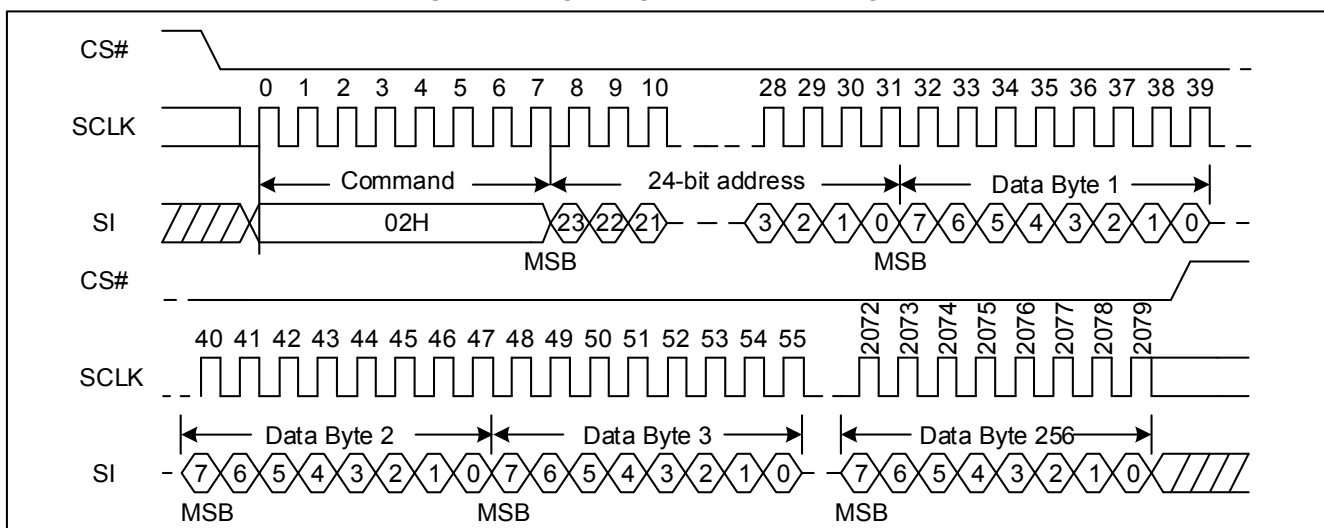 CS#
0 1 2 3 4 5 6 7 8 9 10 28 29 30 31 32 33 34 35 36 37 38 39
SCLK
Command 24-bit address Data Byte 1
SI 02H 23 22 21 3 2 1 0 7 6 5 4 3 2 1 0
MSB MSB
CS#
40 41 42 43 44 45 46 47 48 49 50 51 52 53 54 55 2072 2073 2074 2075 2076 2077 2078 2079
SCLK
Data Byte 2 Data Byte 3 Data Byte 256
SI 7 6 5 4 3 2 1 0 7 6 5 4 3 2 1 0 7 6 5 4 3 2 1 0
MSB MSB MSB